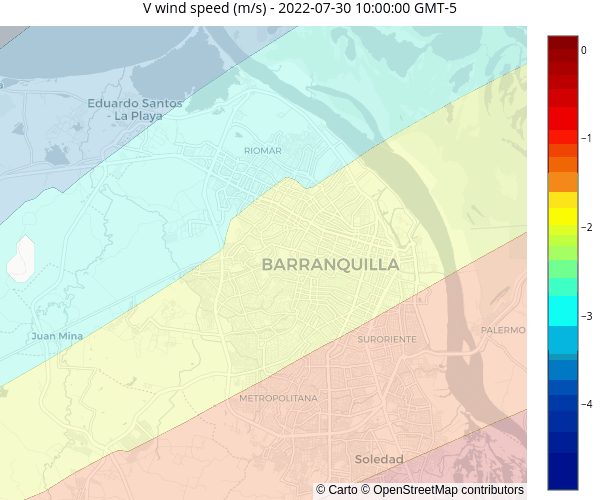 V wind speed (m/s) - 2022-07-30 10:00:00 GMT-5
0
Eduardo Santos
- La Playa
−1
RIOMAR
−2
BARRANQUILLA
−3
Juan Mina
SURORIENTE
PALERMO
METROPOLITANA
−4
Soledad
© Carto © OpenStreetMap contributors